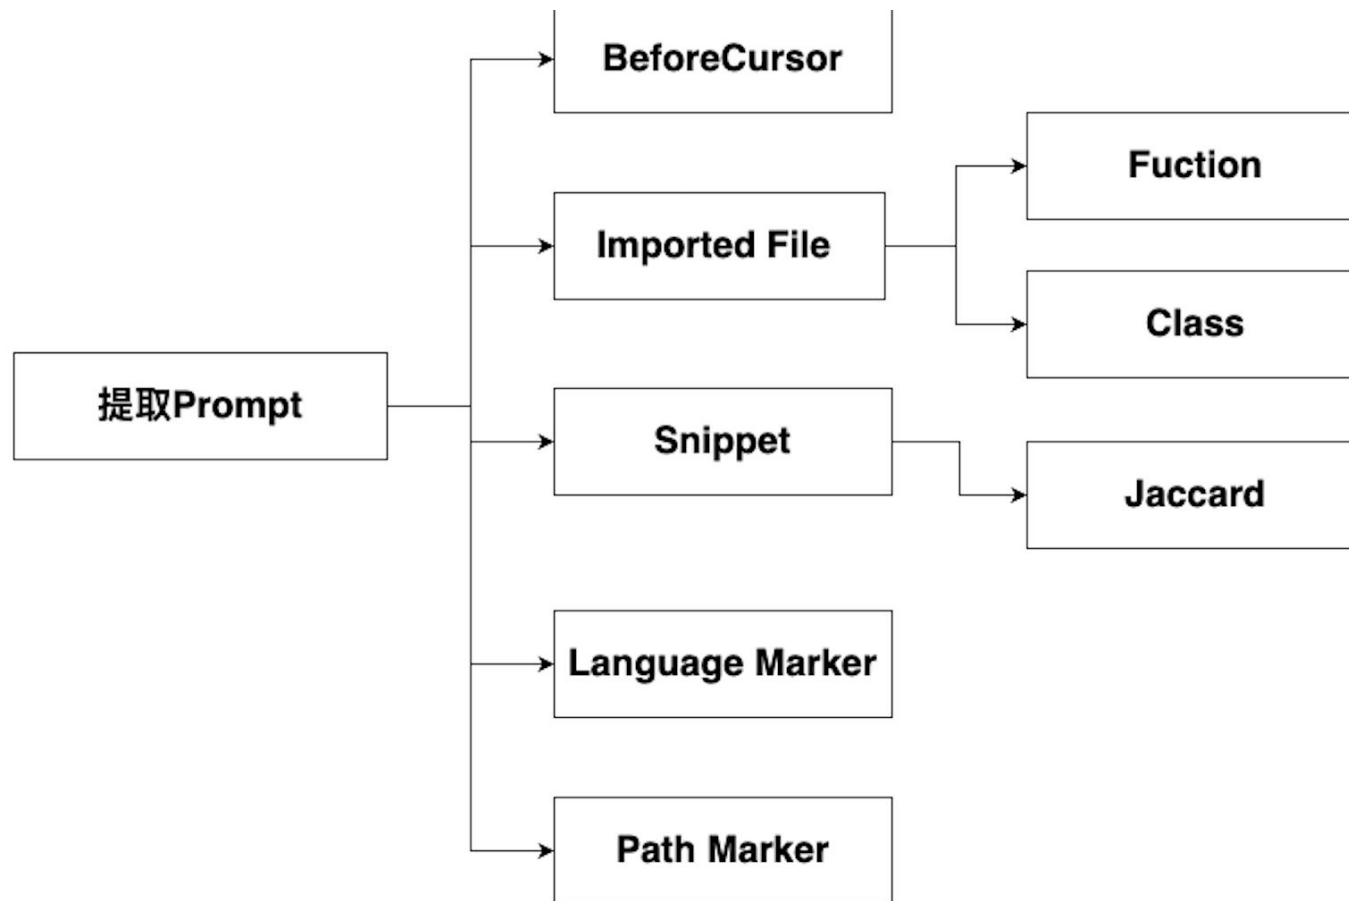 BeforeCursor
Fuction
Imported File
Class
提取Prompt
Snippet
Jaccard
Language Marker
Path Marker